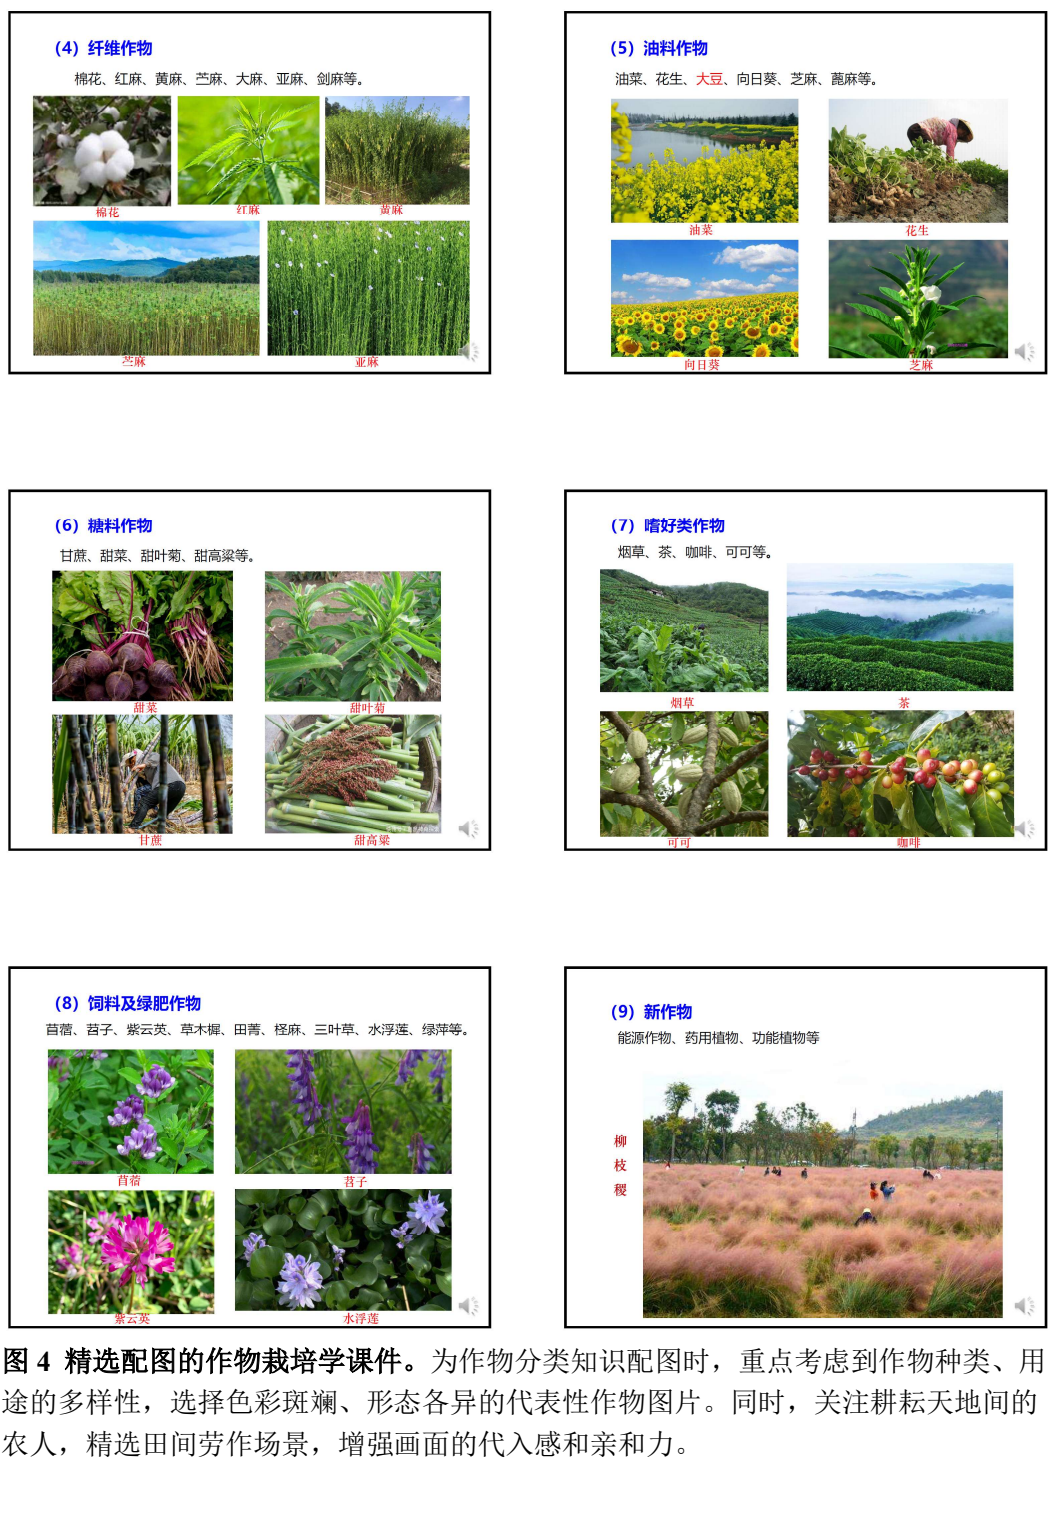 （4）纤维作物
棉花、红麻、黄麻、苎麻、大麻、亚麻、剑麻等。
棉花
红麻
黄麻
苎麻
亚麻
（5）油料作物
油菜、花生、大豆、向日葵、芝麻、蓖麻等。
油菜
花生
向日葵
芝麻
（6）糖料作物
甘蔗、甜菜、甜叶菊、甜高粱等。
甜菜
甜叶菊
甘蔗
甜高粱
（7）嗜好类作物
烟草、茶、咖啡、可可等。
烟草
茶
可可
咖啡
（8）饲料及绿肥作物
苜蓿、苕子、紫云英、草木樨、田菁、柽麻、三叶草、水浮莲、绿萍等。
苜蓿
苕子
紫云英
水浮莲
（9）新作物
能源作物、药用植物、功能植物等
柳枝稷
图 4 精选配图的作物栽培学课件。为作物分类知识配图时，重点考虑到作物种类、用
途的多样性，选择色彩斑斓、形态各异的代表性作物图片。同时，关注耕耘天地间的
农人，精选田间劳作场景，增强画面的代入感和亲和力。